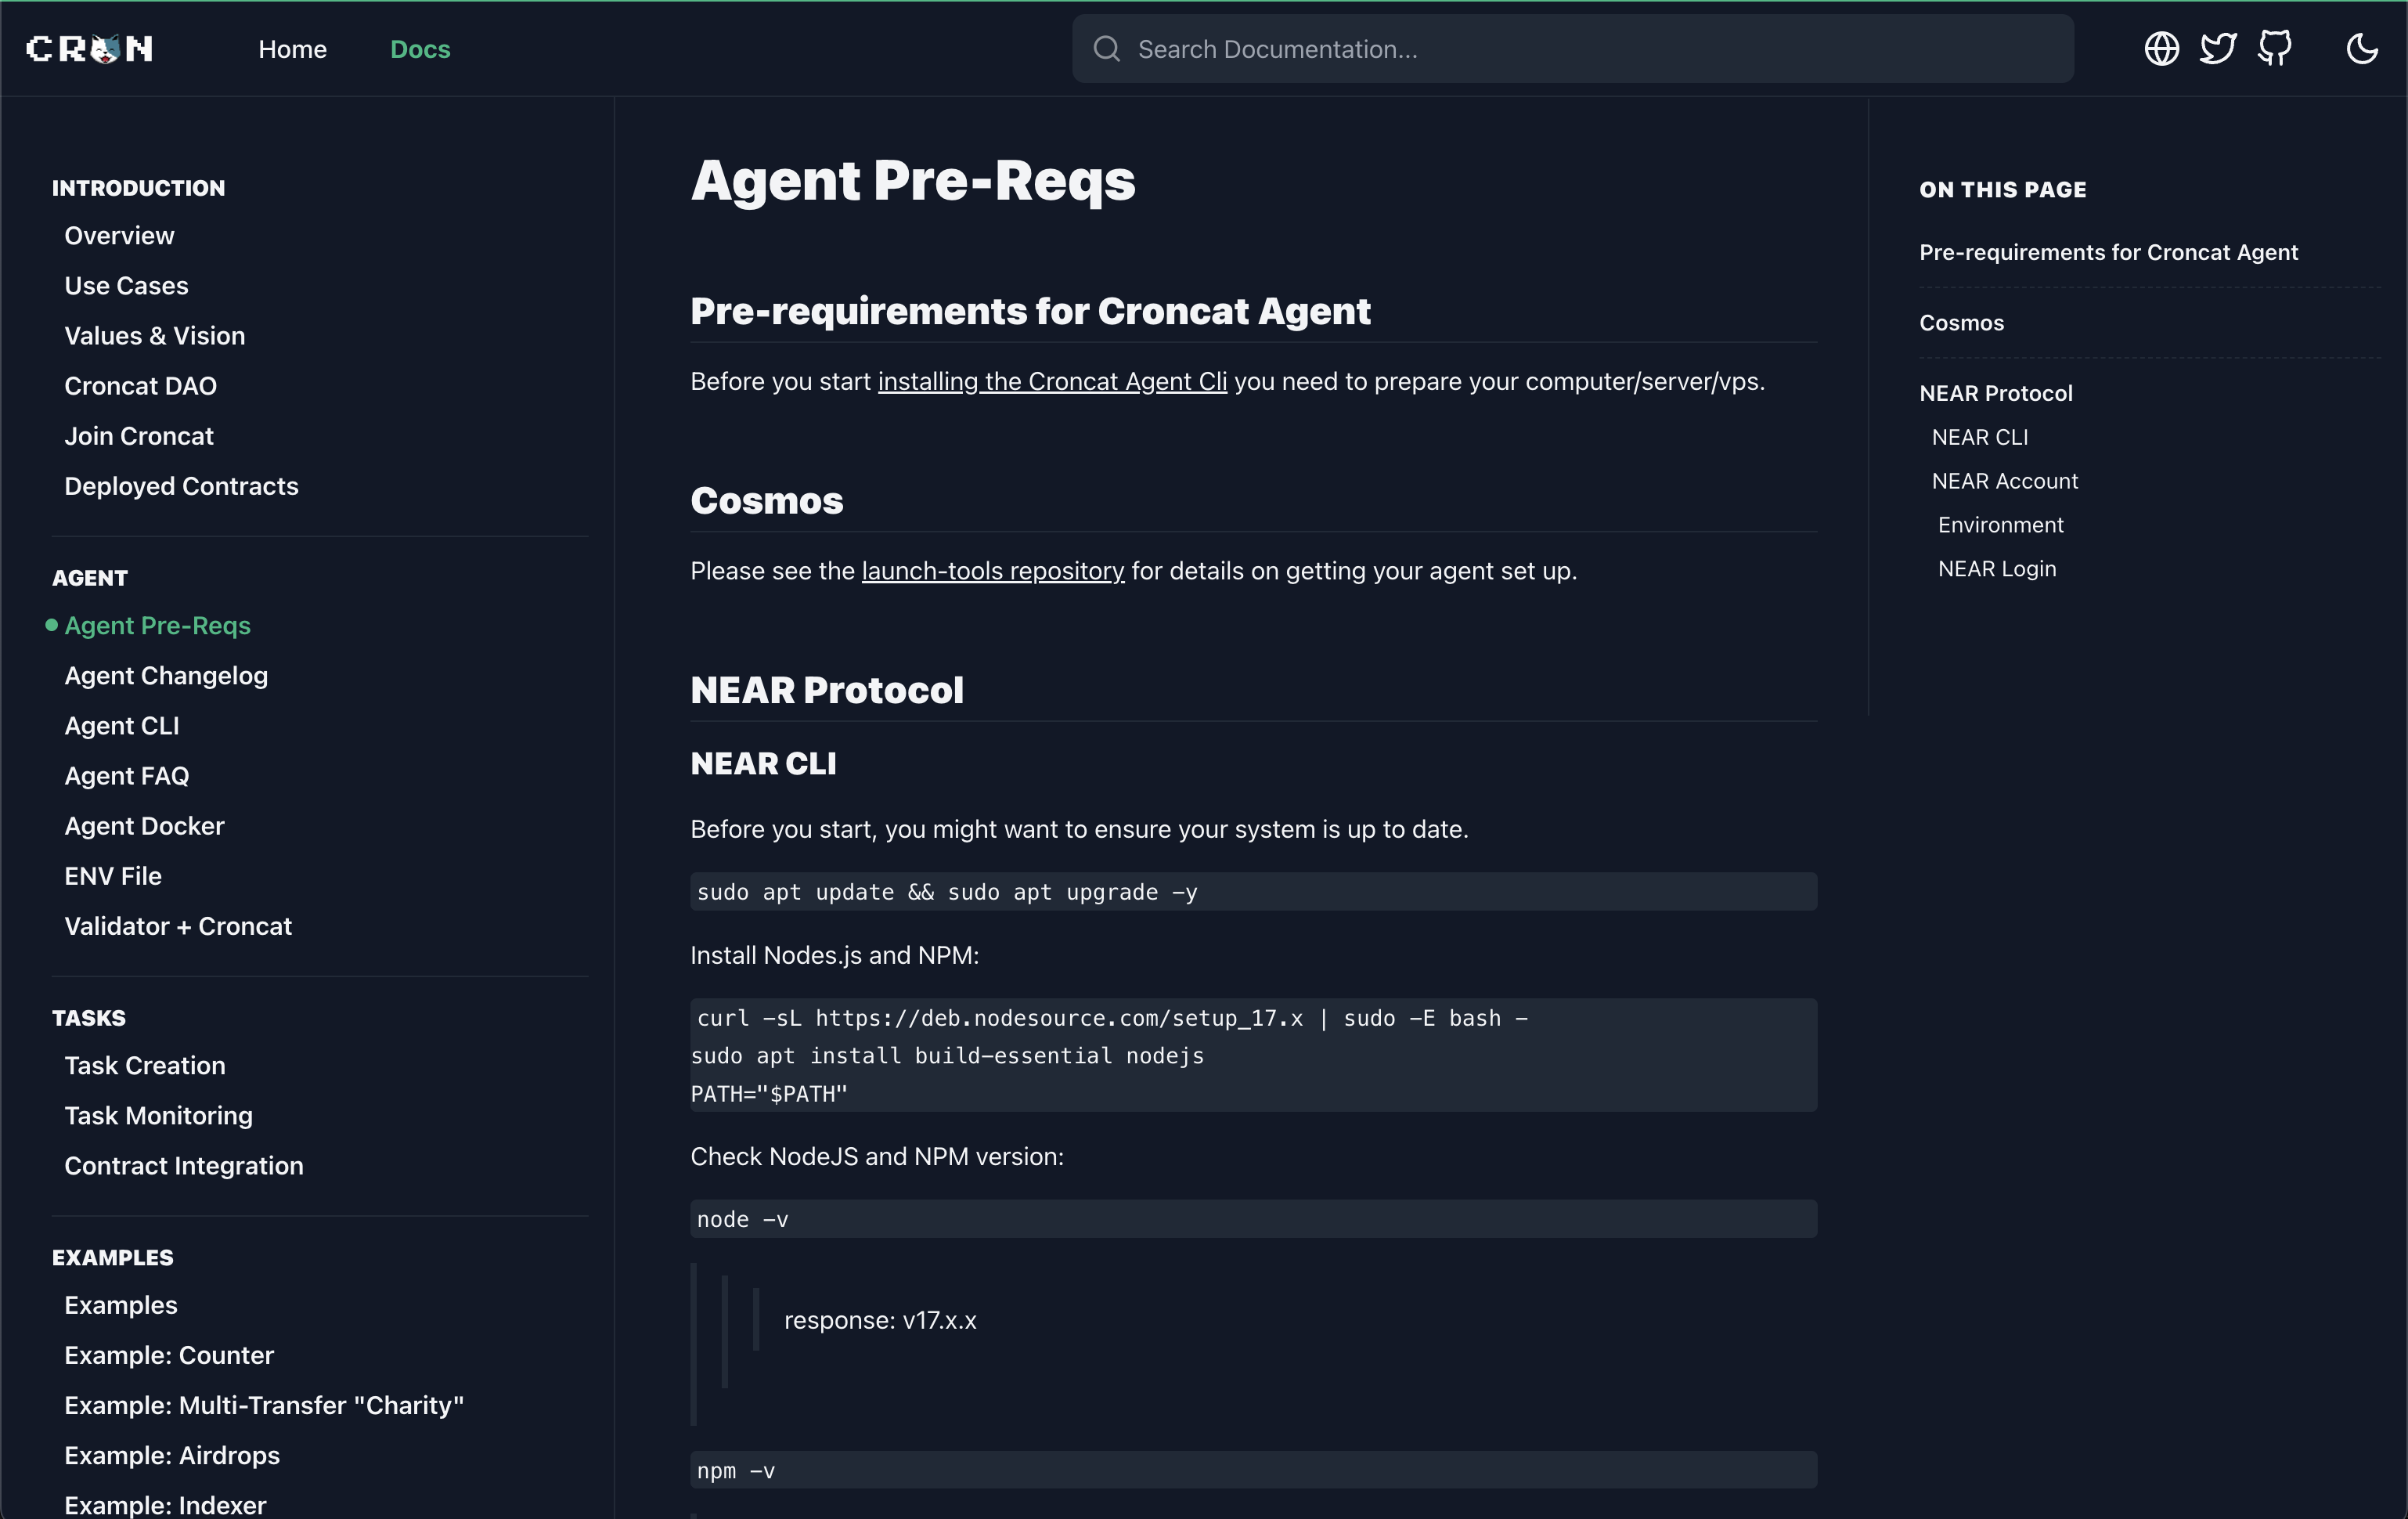 CRON
Home
Docs
Search Documentation...
INTRODUCTION
Overview
Use Cases
Values & Vision
Croncat DAO
Join Croncat
Deployed Contracts
AGENT
Agent Pre-Reqs
Agent Changelog
Agent CLI
Agent FAQ
Agent Docker
ENV File
Validator + Croncat
TASKS
Task Creation
Task Monitoring
Contract Integration
EXAMPLES
Examples
Example: Counter
Example: Multi-Transfer "Charity"
Example: Airdrops
Example: Indexer
Agent Pre-Reqs
Pre-requirements for Croncat Agent
Before you start installing the Croncat Agent Cli you need to prepare your computer/server/vps.
Cosmos
Please see the launch-tools repository for details on getting your agent set up.
NEAR Protocol
NEAR CLI
Before you start, you might want to ensure your system is up to date.
sudo apt update && sudo apt upgrade -y
Install Nodes.js and NPM:
curl -sL https://deb.nodesource.com/setup_17.x | sudo -E bash -
sudo apt install build-essential nodejs
PATH="$PATH"
Check NodeJS and NPM version:
node -v
response: v17.x.x
npm -v
ON THIS PAGE
Pre-requirements for Croncat Agent
Cosmos
NEAR Protocol
NEAR CLI
NEAR Account
Environment
NEAR Login